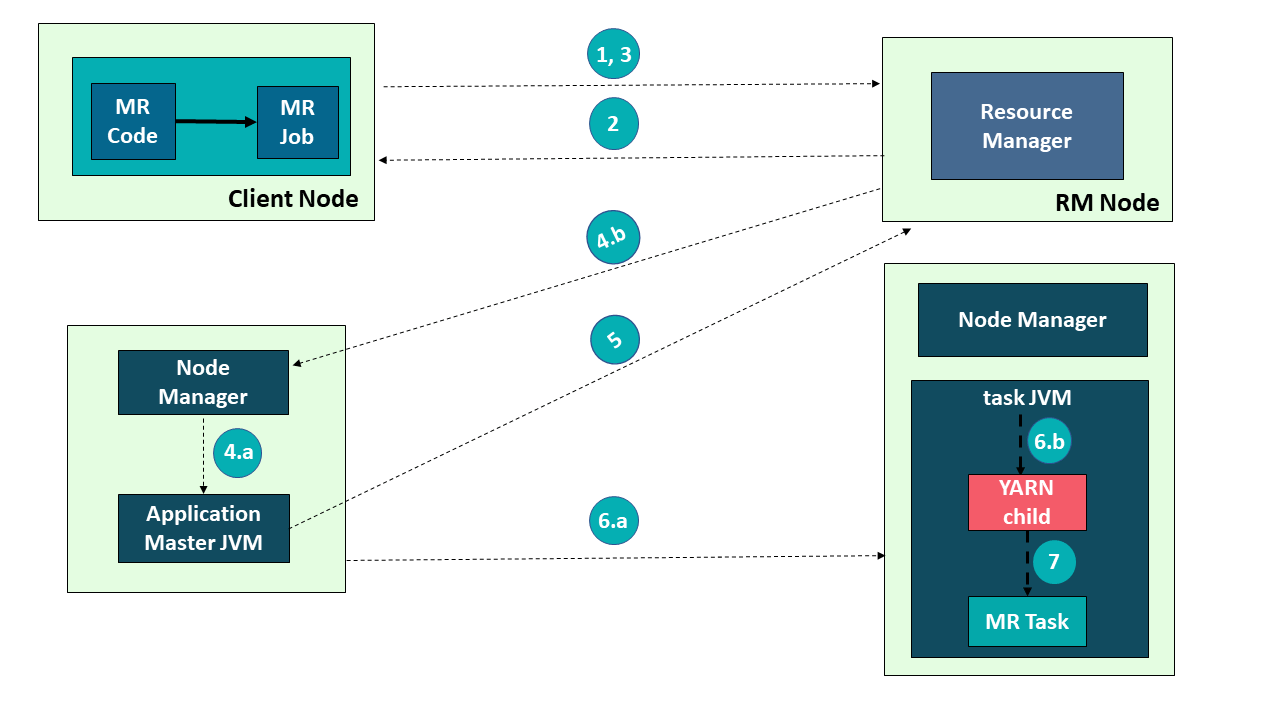 MR
Code
MR
Job
Client Node
1, 3
2
Resource
Manager
RM Node
4.b
5
Node
Manager
4.a
Application
Master JVM
6.a
Node Manager
task JVM
6.b
YARN
child
7
MR Task